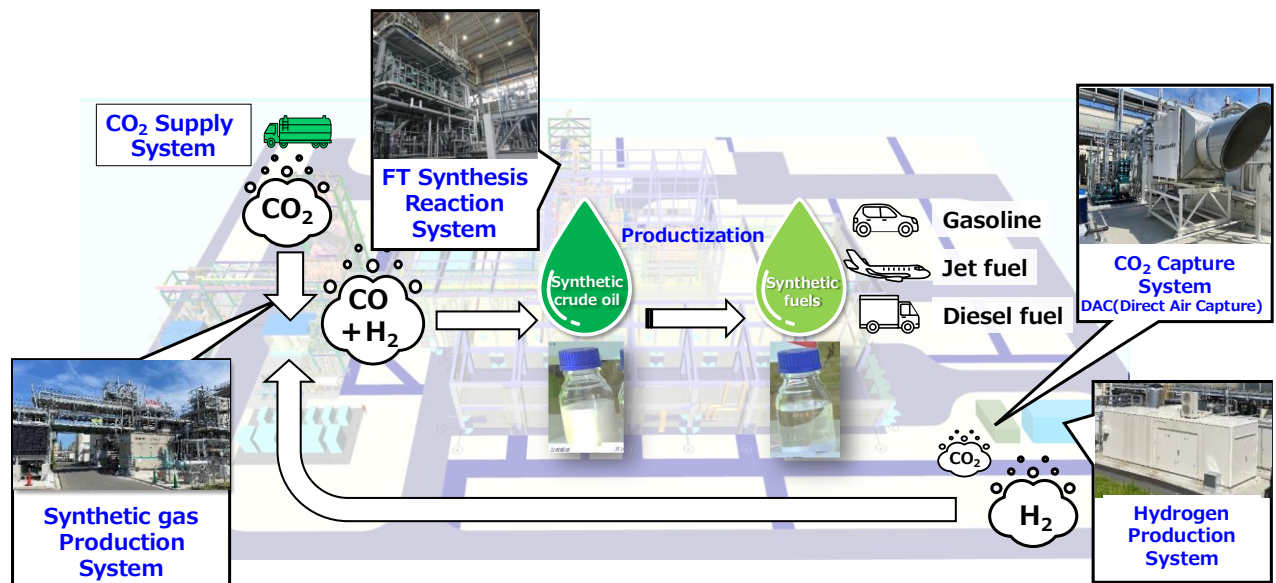 CO₂ Supply
System
CO₂
FT Synthesis
Reaction
System
CO
+H₂
Synthetic
crude oil
Productization
Synthetic
fuels
Gasoline
Jet fuel
Diesel fuel
CO₂ Capture
System
DAC(Direct Air Capture)
Synthetic gas
Production
System
CO₂
H₂
Hydrogen
Production
System